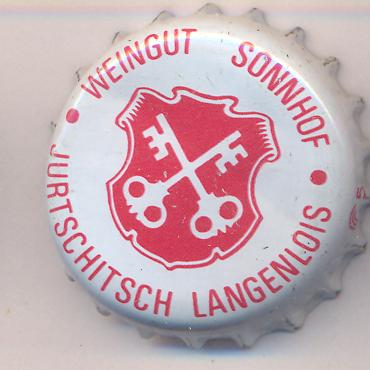 WEINGUT SONNHOF
JURTSCHITSCH LANGENLOIS